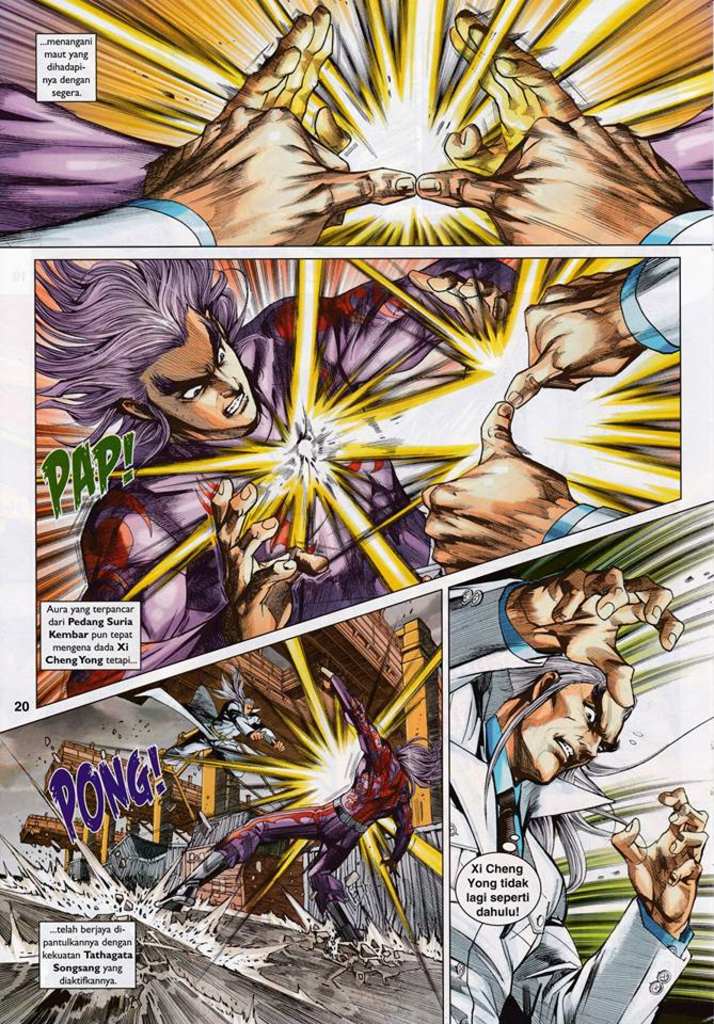 ...menangani
maut yang
dihadapi-
nya dengan
segera.
PAP!
Aura yang terpancar
dari Pedang Suria
Kembar pun tepat
mengena dada Xi
Cheng Yong tetapi...
20
PONG!
...telah berjaya di-
pantulkannya dengan
kekuatan Tathagata
Songsang yang
diaktifkannya.
Xi Cheng
Yong tidak
lagi seperti
dahulu!